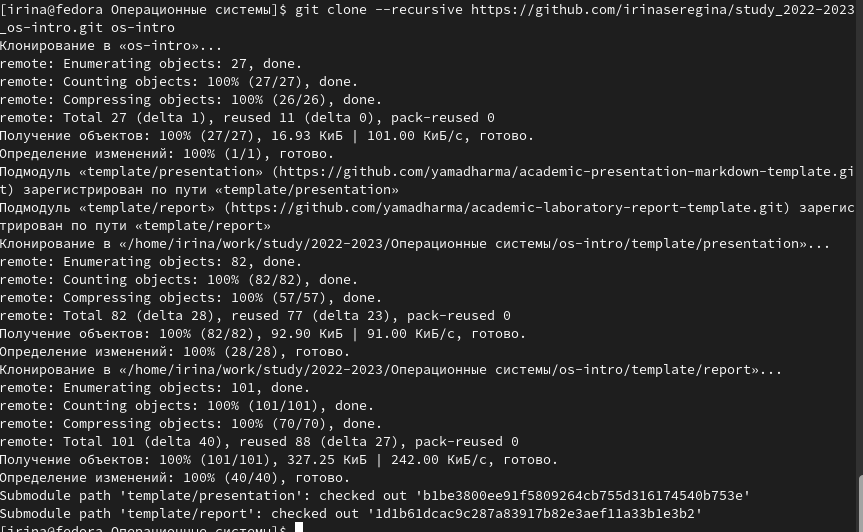 [irina@fedora Операционные системы]$ git clone --recursive https://github.com/irinaseregina/study_2022-2023
_os-intro.git os-intro
Клонирование в «os-intro»...
remote: Enumerating objects: 27, done.
remote: Counting objects: 100% (27/27), done.
remote: Compressing objects: 100% (26/26), done.
remote: Total 27 (delta 1), reused 11 (delta 0), pack-reused 0
Получение объектов: 100% (27/27), 16.93 КиБ | 101.00 КиБ/с, готово.
Определение изменений: 100% (1/1), готово.
Подмодуль «template/presentation» (https://github.com/yamadharma/academic-presentation-markdown-template.gi
t) зарегистрирован по пути «template/presentation»
Подмодуль «template/report» (https://github.com/yamadharma/academic-laboratory-report-template.git) зарегис
трирован по пути «template/report»
Клонирование в «/home/irina/work/study/2022-2023/Операционные системы/os-intro/template/presentation»...
remote: Enumerating objects: 82, done.
remote: Counting objects: 100% (82/82), done.
remote: Compressing objects: 100% (57/57), done.
remote: Total 82 (delta 28), reused 77 (delta 23), pack-reused 0
Получение объектов: 100% (82/82), 92.90 КиБ | 91.00 КиБ/с, готово.
Определение изменений: 100% (28/28), готово.
Клонирование в «/home/irina/work/study/2022-2023/Операционные системы/os-intro/template/report»...
remote: Enumerating objects: 101, done.
remote: Counting objects: 100% (101/101), done.
remote: Compressing objects: 100% (70/70), done.
remote: Total 101 (delta 40), reused 88 (delta 27), pack-reused 0
Получение объектов: 100% (101/101), 327.25 КиБ | 242.00 КиБ/с, готово.
Определение изменений: 100% (40/40), готово.
Submodule path 'template/presentation': checked out 'b1be3800ee91f5809264cb755d316174540b753e'
Submodule path 'template/report': checked out '1d1b61dcac9c287a83917b82e3aef11a33b1e3b2'
[irina@fedora Операционные системы]$